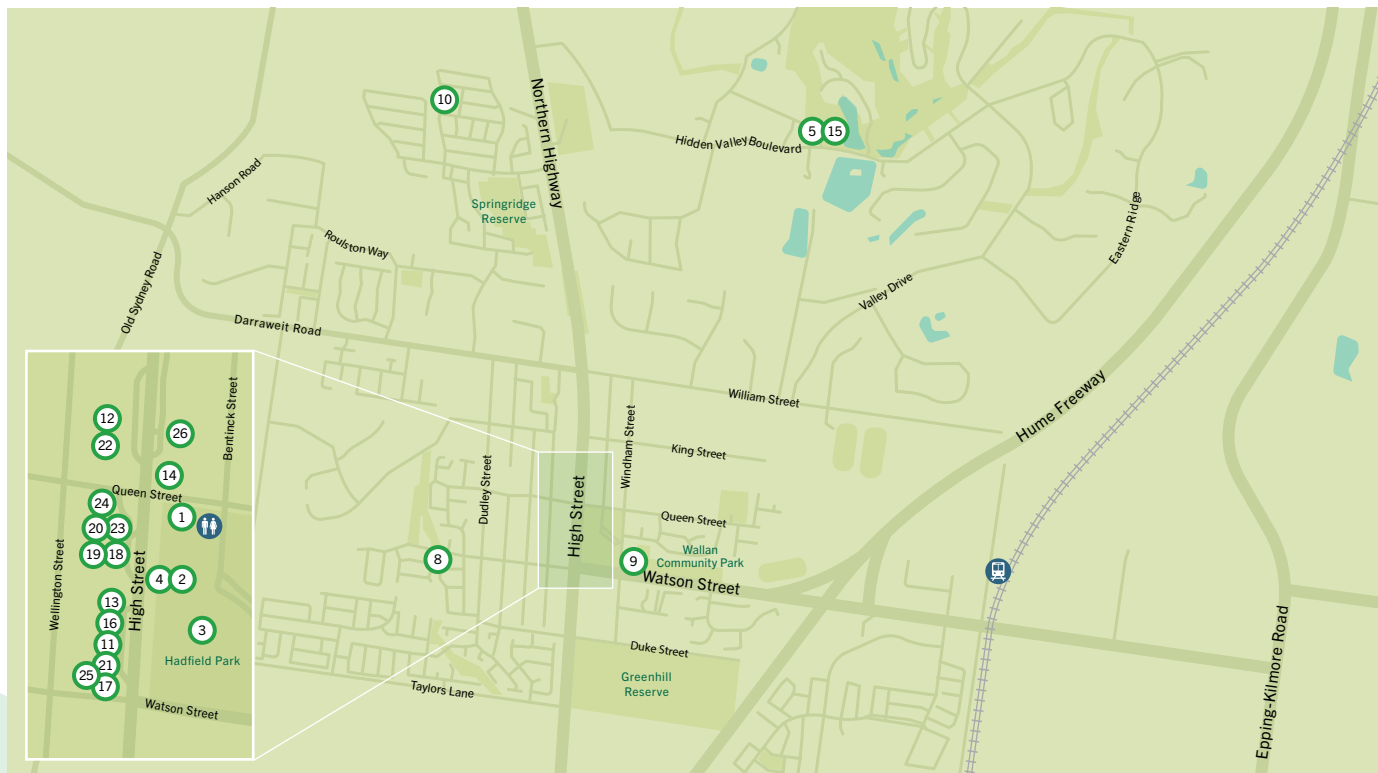 Northern Highway
10
5
15
Hidden Valley Boulevard
Hanson Road
Springridge
Reserve
Roulston Way
Eastern Ridge
Old Sydney Road
Valley Drive
Darraweit Road
William Street
Hume Freeway
King Street
Windham Street
Dudley Street
High Street
Queen Street
8
9
Wallan
Community Park
Watson Street
Duke Street
Greenhill
Reserve
Taylors Lane
Epping-Kilmore Road
12
22
26
Bentinck Street
14
Queen Street
24
1
20
23
19
18
Wellington Street
High Street
4
2
13
16
3
11
Hadfield Park
21
25
17
Watson Street